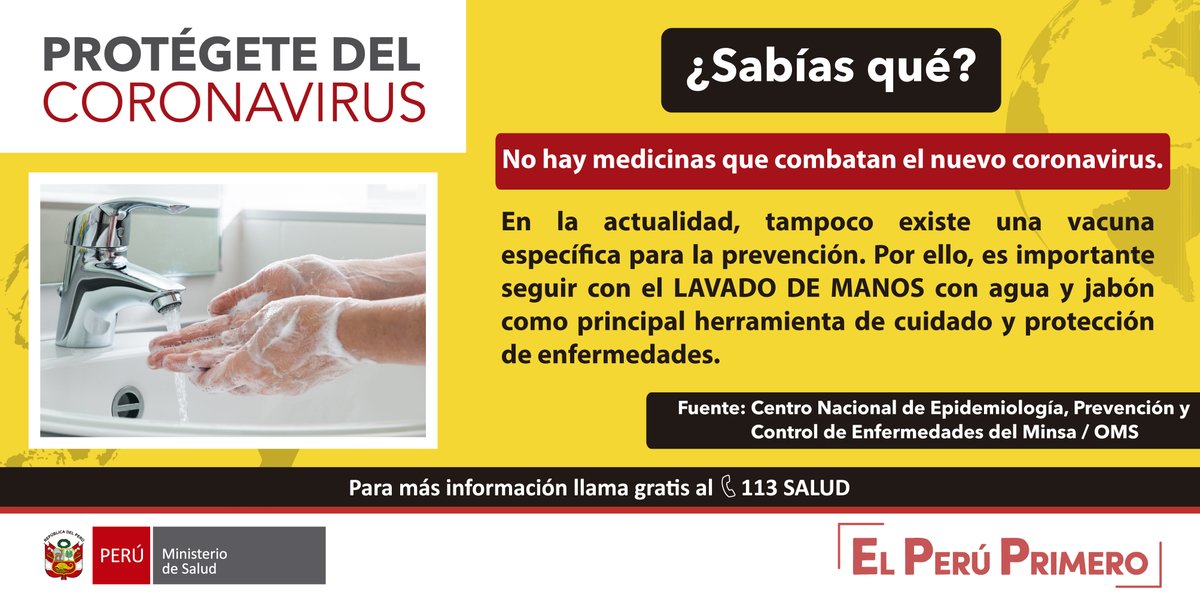 PROTÉGETE DEL
CORONAVIRUS
¿Sabías qué?
No hay medicinas que combatan el nuevo coronavirus.
En la actualidad, tampoco existe una vacuna
específica para la prevención. Por ello, es importante
seguir con el LAVADO DE MANOS con agua y jabón
como principal herramienta de cuidado y protección
de enfermedades.
Fuente: Centro Nacional de Epidemiología, Prevención y
Control de Enfermedades del Minsa / OMS
Para más información llama gratis al 113 SALUD
REPÚBLICA DEL PERÚ
PERÚ
Ministerio
de Salud
EL PERÚ PRIMERO